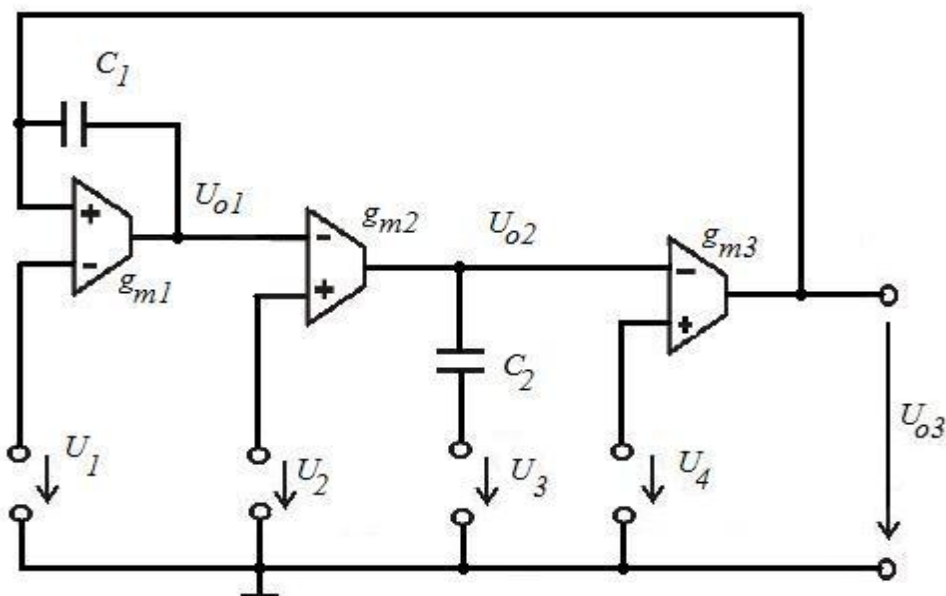 C1
Uo1
gm2
Uo2
gm3
+
-
-
-
gm1
+
+
C2
Uo3
U1
U2
U3
U4